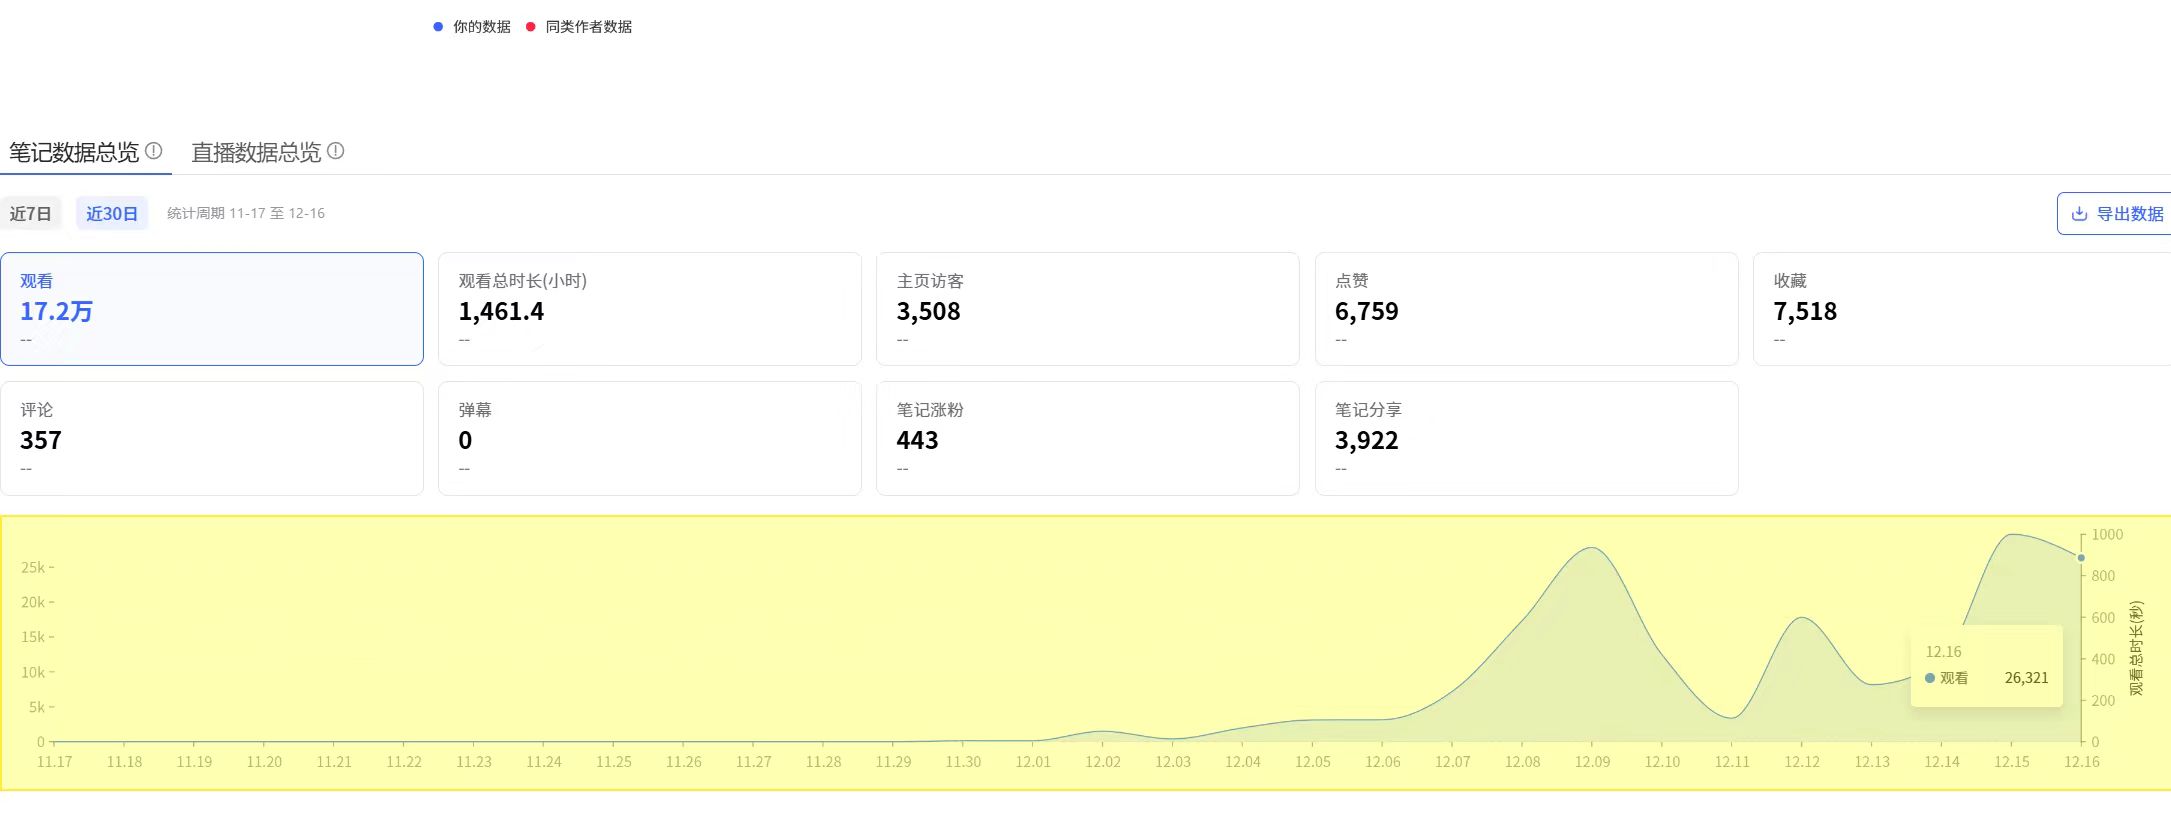 你的数据 同类作者数据
笔记数据总览 直播数据总览
近7日 近30日 统计周期 11-17 至 12-16 导出数据
观看 观看总时长(小时) 主页访客 点赞 收藏
17.2万 1,461.4 3,508 6,759 7,518
-- -- -- -- --
评论 弹幕 笔记涨粉 笔记分享
357 0 443 3,922
-- -- -- --
1000
25k 800
20k 600
15k 12.16 400
10k 观看 26,321 200
5k
0 0
观看总时长(秒)
11.17 11.18 11.19 11.20 11.21 11.22 11.23 11.24 11.25 11.26 11.27 11.28 11.29 11.30 12.01 12.02 12.03 12.04 12.05 12.06 12.07 12.08 12.09 12.10 12.11 12.12 12.13 12.14 12.15 12.16